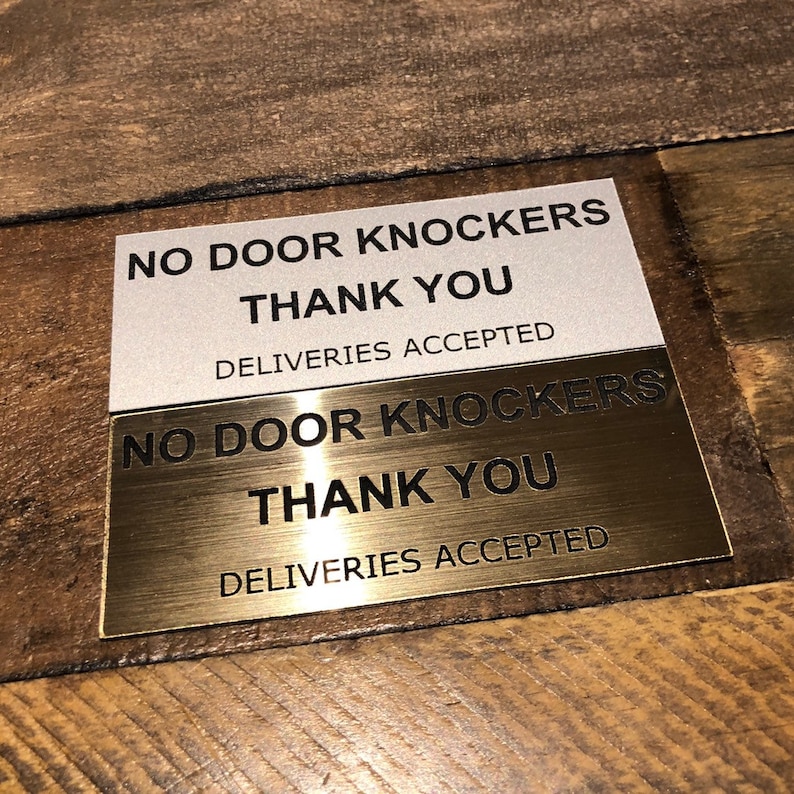 NO DOOR KNOCKERS
THANK YOU
DELIVERIES ACCEPTED
NO DOOR KNOCKERS
THANK YOU
DELIVERIES ACCEPTED